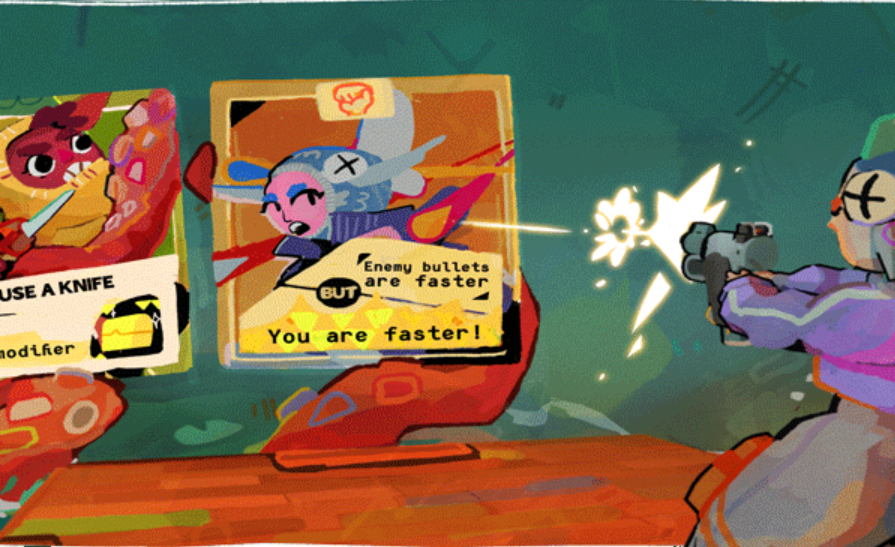 USE A KNIFE
modifier
Enemy bullets
are faster
BUT
You are faster!